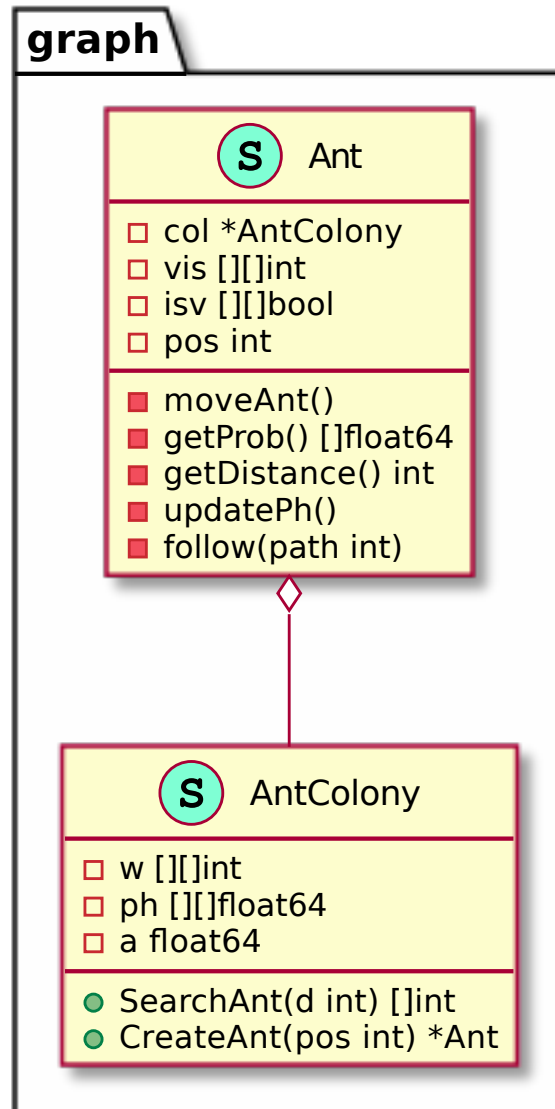 graph
S Ant
col *AntColony
vis [][]int
isv [][]bool
pos int
moveAnt()
getProb() []float64
getDistance() int
updatePh()
follow(path int)
S AntColony
w [][]int
ph [][]float64
a float64
SearchAnt(d int) []int
CreateAnt(pos int) *Ant